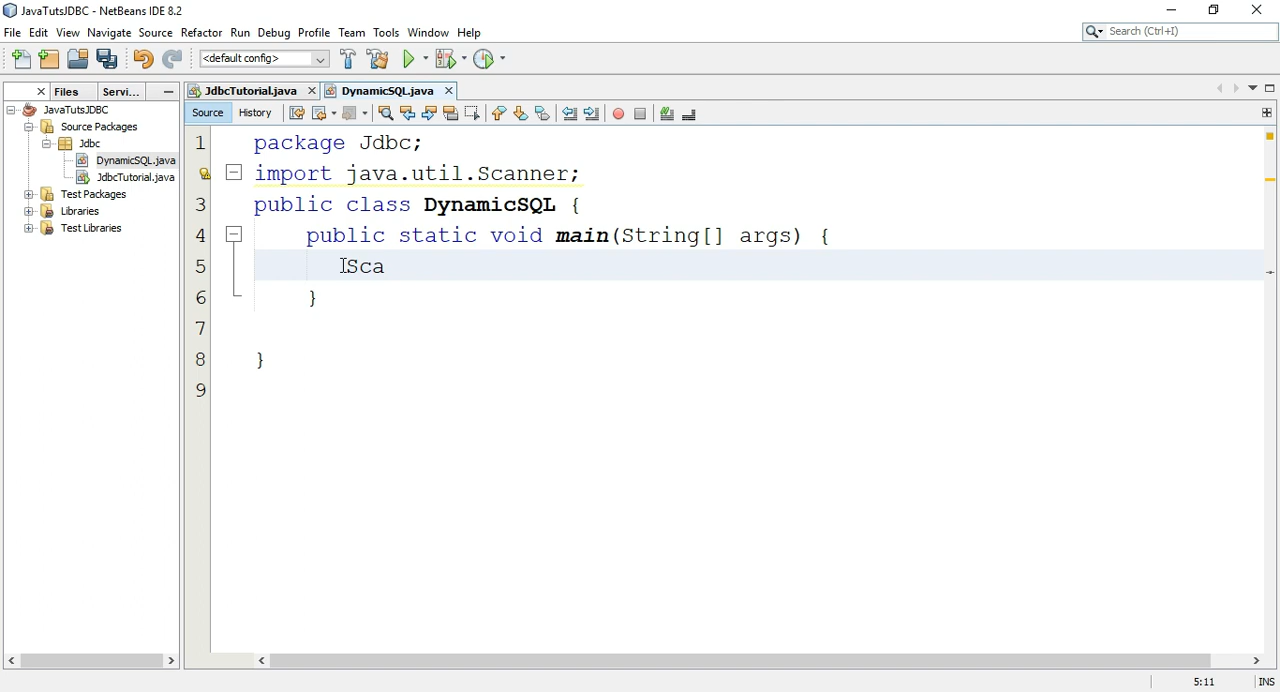 JavaTutsJDBC - NetBeans IDE 8.2
File Edit View Navigate Source Refactor Run Debug Profile Team Tools Window Help
Search (Ctrl+I)
<default config>
Files Servi...
JdbcTutorial.java DynamicSQL.java
JavaTutsJDBC
Source Packages
Jdbc
DynamicSQL.java
JdbcTutorial.java
Test Packages
Libraries
Test Libraries
Source History
1 package Jdbc;
import java.util.Scanner;
3 public class DynamicSQL {
4 public static void main(String[] args) {
5 Sca
6 }
7
8 }
9
5:11 INS